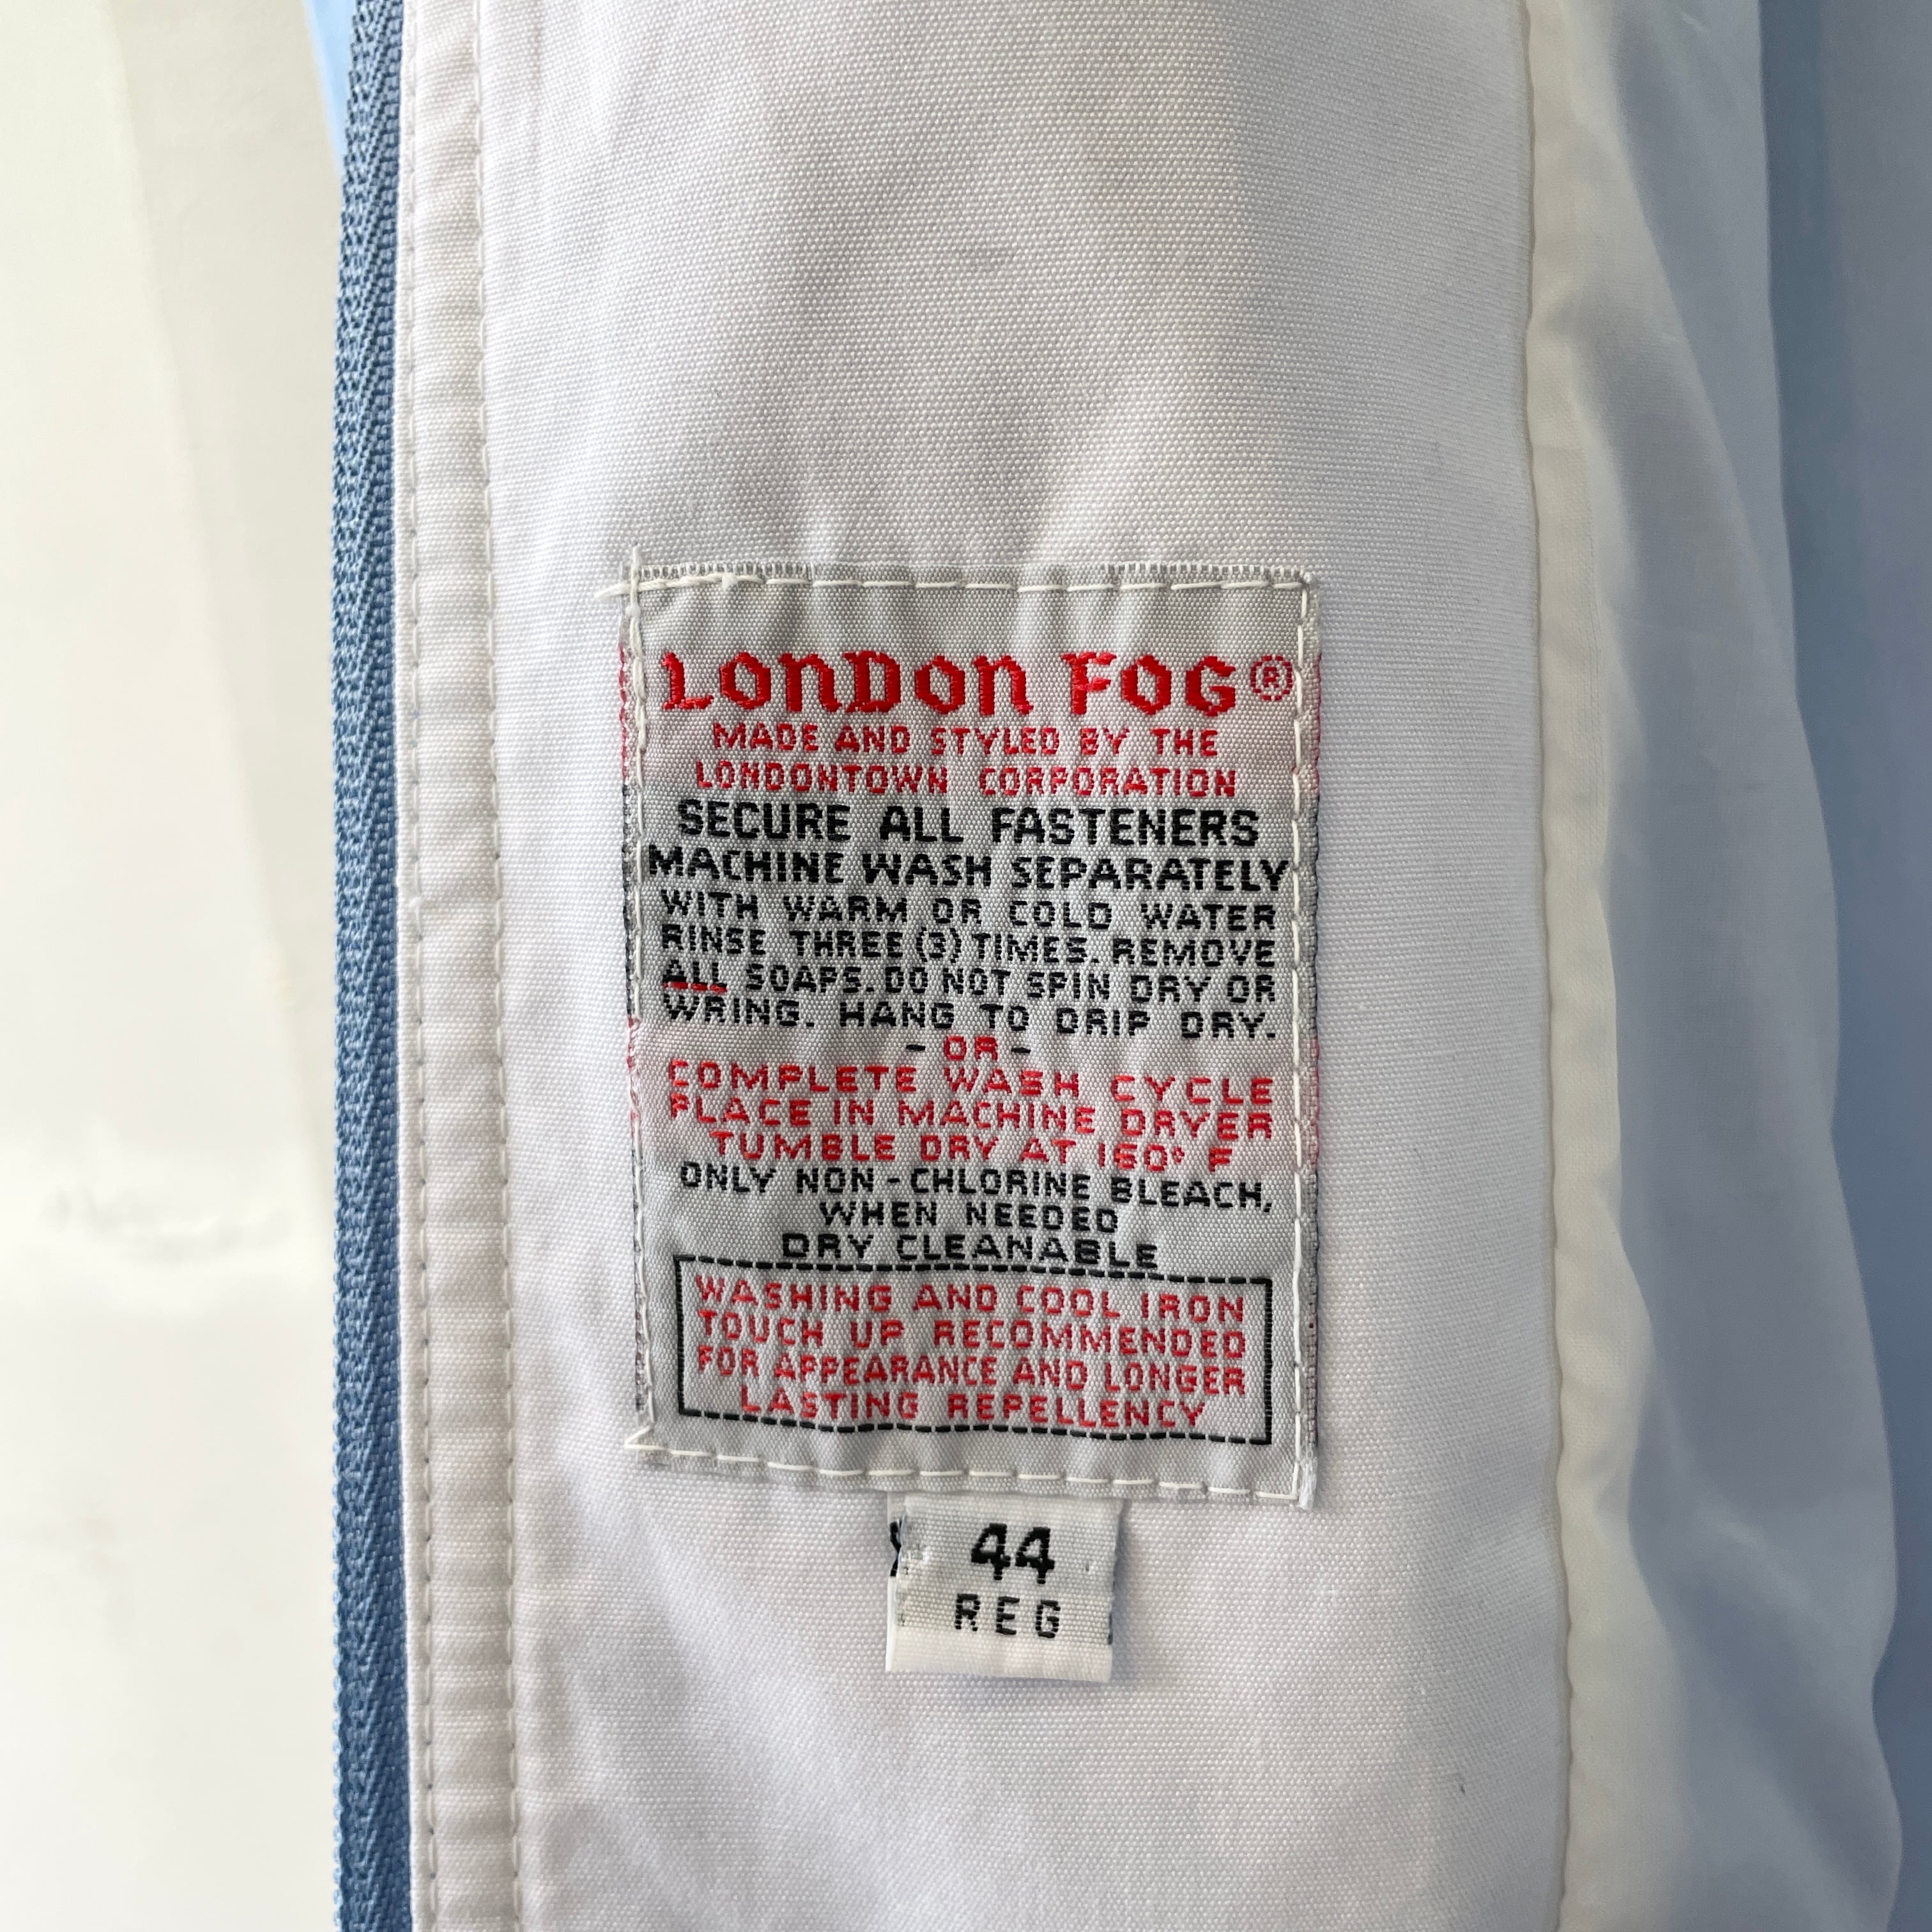 LONDON FOG®
MADE AND STYLED BY THE
LONDONTOWN CORPORATION
SECURE ALL FASTENERS
MACHINE WASH SEPARATELY
WITH WARM OR COLD WATER
RINSE THREE (3) TIMES. REMOVE
ALL SOAPS. DO NOT SPIN DRY OR
WRING. HANG TO DRIP DRY.
- OR -
COMPLETE WASH CYCLE
PLACE IN MACHINE DRYER
TUMBLE DRY AT 160° F
ONLY NON-CHLORINE BLEACH,
WHEN NEEDED
DRY CLEANABLE
WASHING AND COOL IRON
TOUCH UP RECOMMENDED
FOR APPEARANCE AND LONGER
LASTING REPELLENCY
44
REG